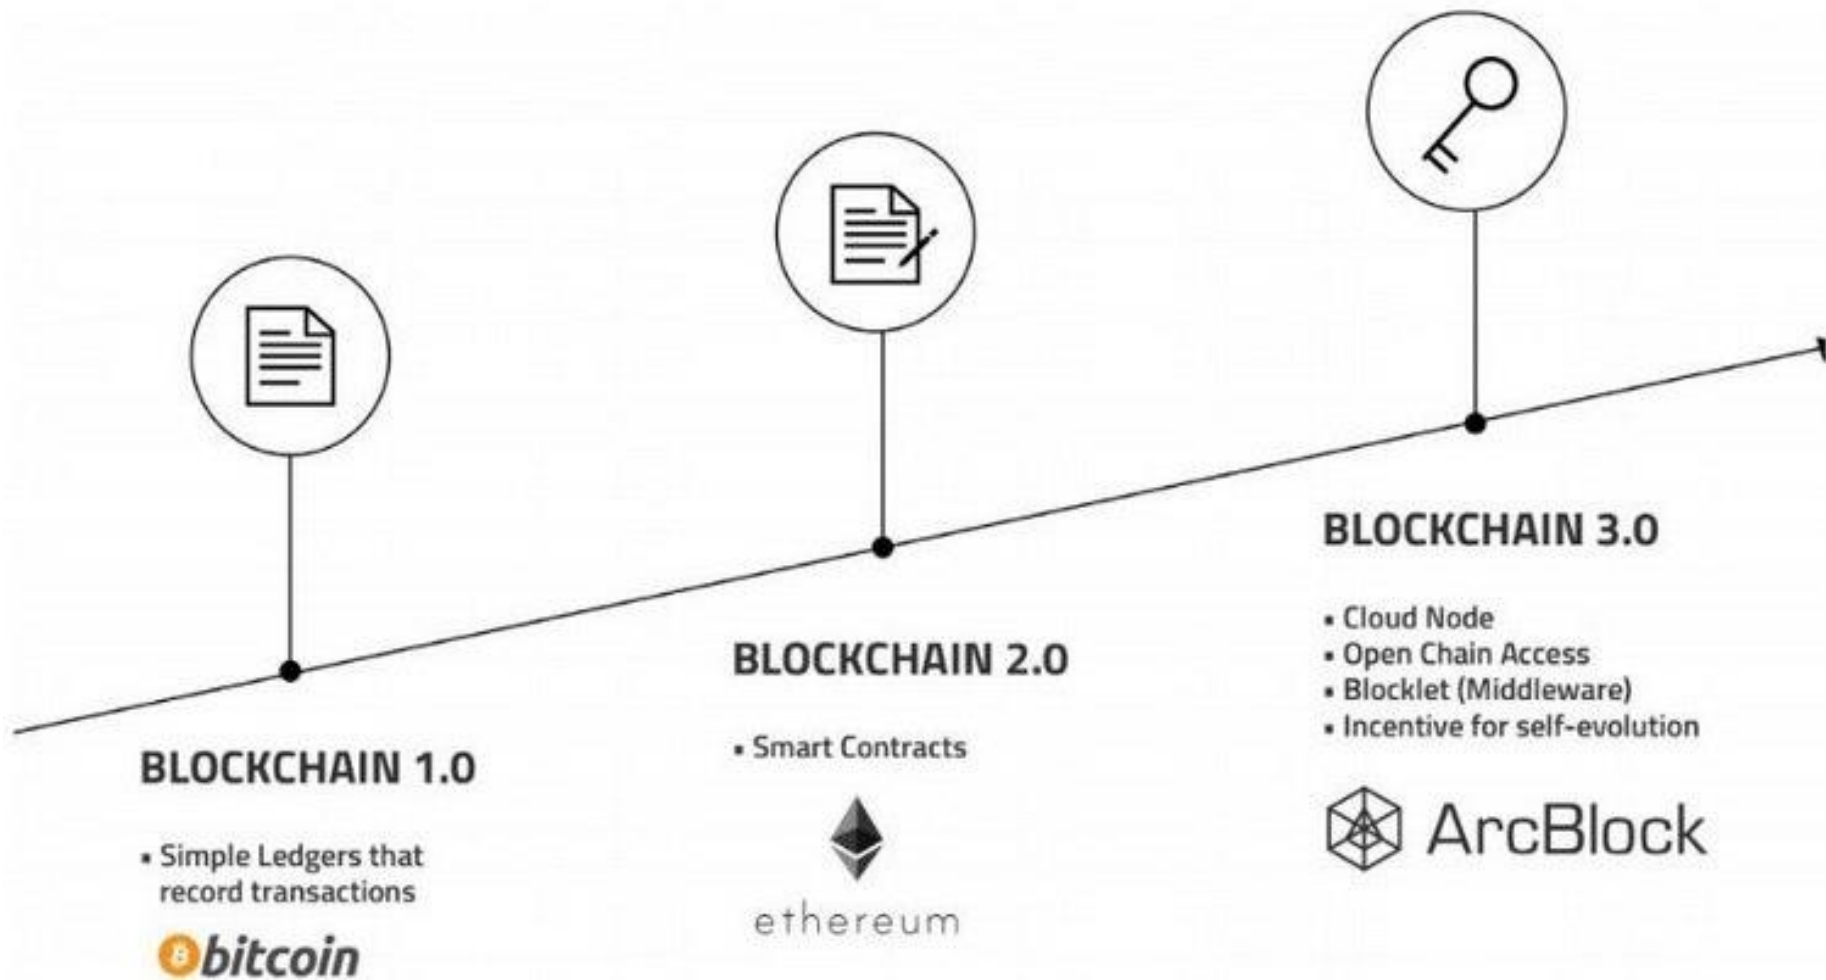 BLOCKCHAIN 1.0
▪ Simple Ledgers that
record transactions
bitcoin
BLOCKCHAIN 2.0
▪ Smart Contracts
ethereum
BLOCKCHAIN 3.0
▪ Cloud Node
▪ Open Chain Access
▪ Blocklet (Middleware)
▪ Incentive for self-evolution
ArcBlock